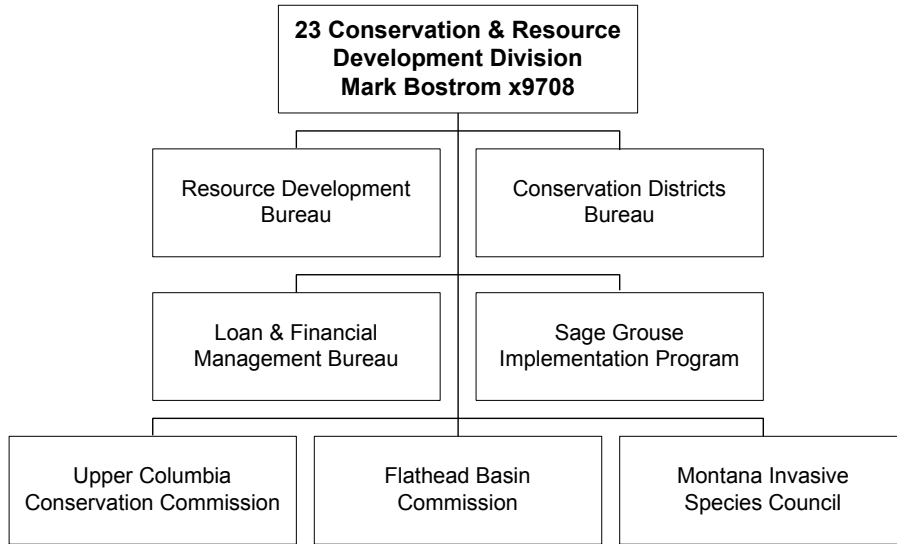 23 Conservation & Resource
Development Division
Mark Bostrom x9708
Resource Development
Bureau
Conservation Districts
Bureau
Loan & Financial
Management Bureau
Sage Grouse
Implementation Program
Upper Columbia
Conservation Commission
Flathead Basin
Commission
Montana Invasive
Species Council